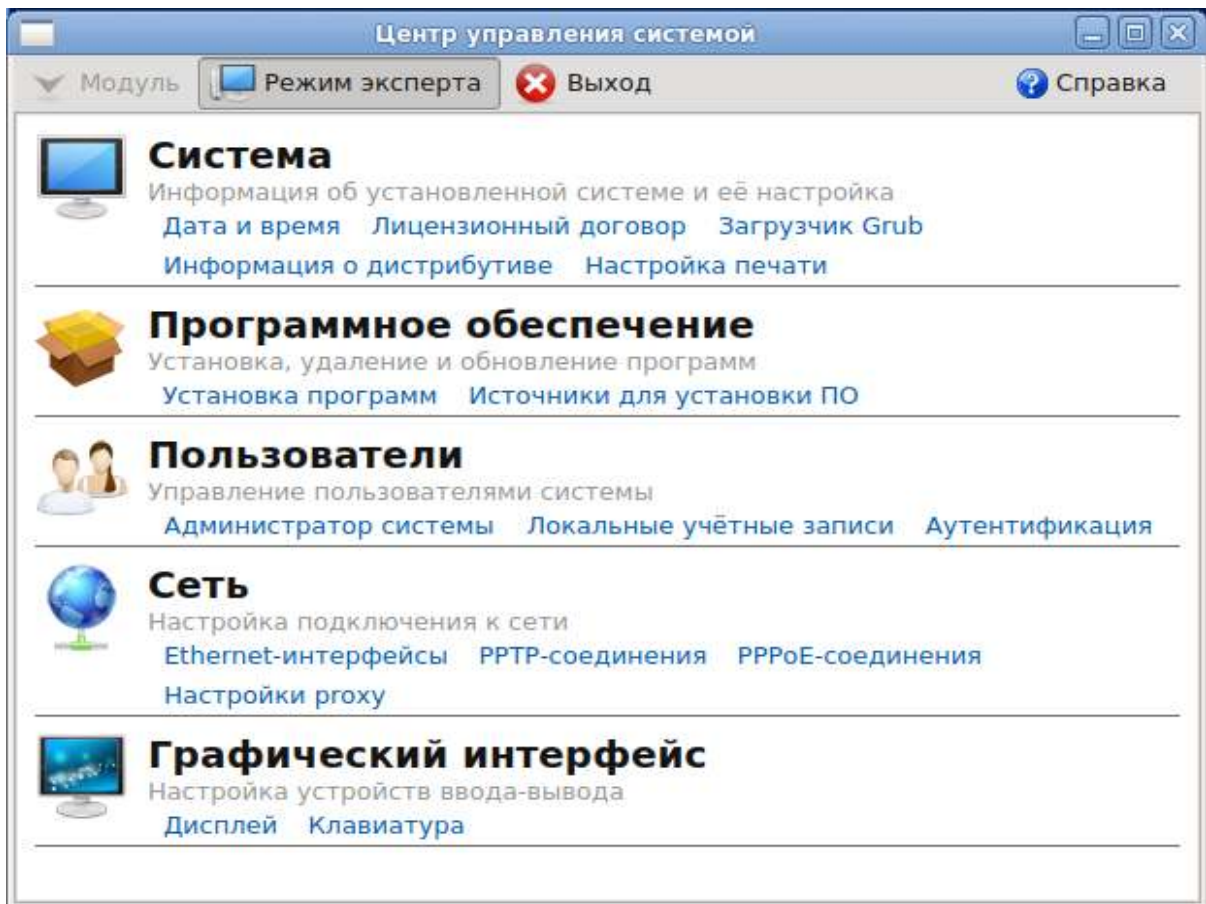 Центр управления системой
Модуль Режим эксперта Выход Справка
Система
Информация об установленной системе и её настройка
Дата и время Лицензионный договор Загрузчик Grub
Информация о дистрибутиве Настройка печати
Программное обеспечение
Установка, удаление и обновление программ
Установка программ Источники для установки ПО
Пользователи
Управление пользователями системы
Администратор системы Локальные учётные записи Аутентификация
Сеть
Настройка подключения к сети
Ethernet-интерфейсы PPTP-соединения PPPoE-соединения
Настройки proxy
Графический интерфейс
Настройка устройств ввода-вывода
Дисплей Клавиатура